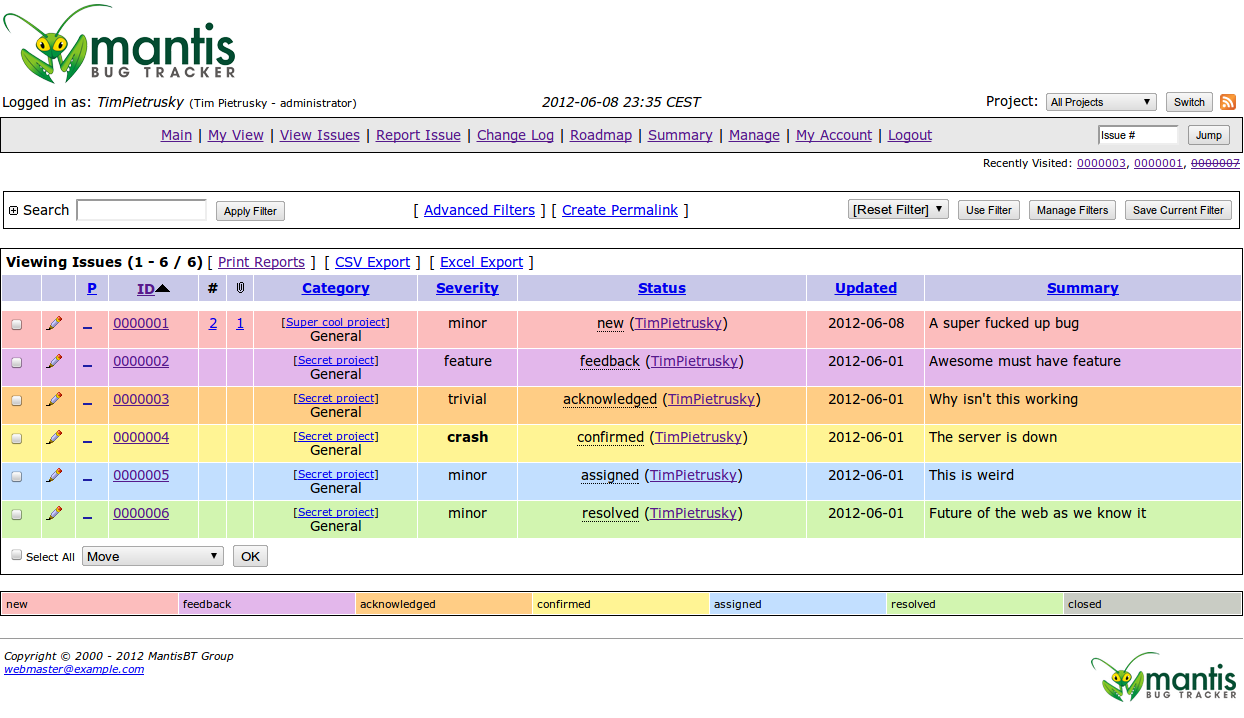 mantis
BUG TRACKER
Logged in as: TimPietrusky (Tim Pietrusky - administrator) 2012-06-08 23:35 CEST Project: All Projects Switch
Main | My View | View Issues | Report Issue | Change Log | Roadmap | Summary | Manage | My Account | Logout Issue # Jump
Recently Visited: 0000003, 0000001, 0000007
Search Apply Filter [ Advanced Filters ] [ Create Permalink ] [Reset Filter] Use Filter Manage Filters Save Current Filter
Viewing Issues (1 - 6 / 6) [ Print Reports ] [ CSV Export ] [ Excel Export ]
P ID # Category Severity Status Updated Summary
0000001 2 1 [Super cool project] minor new (TimPietrusky) 2012-06-08 A super fucked up bug
General
0000002 [Secret project] feature feedback (TimPietrusky) 2012-06-01 Awesome must have feature
General
0000003 [Secret project] trivial acknowledged (TimPietrusky) 2012-06-01 Why isn't this working
General
0000004 [Secret project] crash confirmed (TimPietrusky) 2012-06-01 The server is down
General
0000005 [Secret project] minor assigned (TimPietrusky) 2012-06-01 This is weird
General
0000006 [Secret project] minor resolved (TimPietrusky) 2012-06-01 Future of the web as we know it
General
Select All Move OK
new feedback acknowledged confirmed assigned resolved closed
Copyright © 2000 - 2012 MantisBT Group
webmaster@example.com
mantis
BUG TRACKER